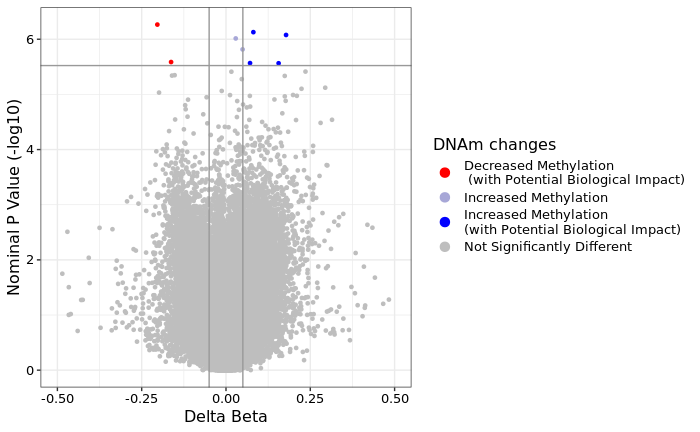 Nominal P Value (-log10)
6
4
2
0
-0.50
-0.25
0.00
0.25
0.50
Delta Beta
DNAm changes
Decreased Methylation
(with Potential Biological Impact)
Increased Methylation
Increased Methylation
(with Potential Biological Impact)
Not Significantly Different